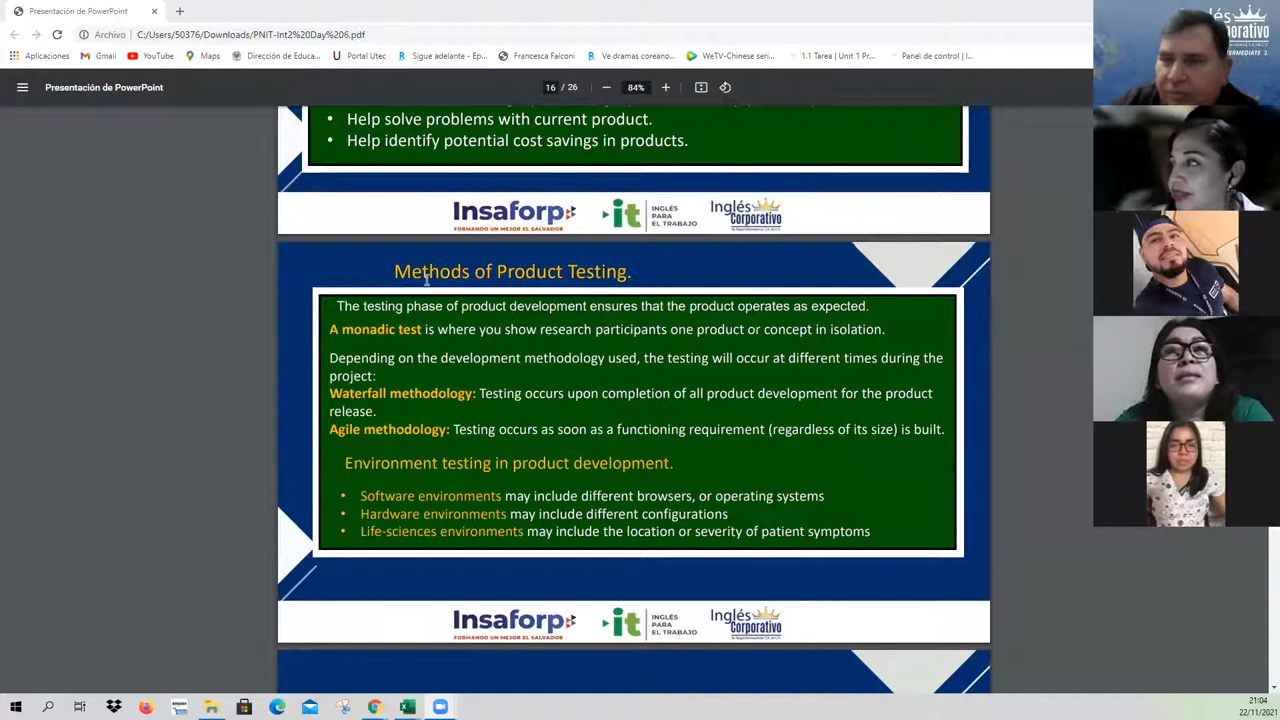 Presentación de PowerPoint
Archivo
C:/Users/50376/Downloads/PNIT-Int2%20Day%206.pdf
Aplicaciones
Gmail
YouTube
Maps
Dirección de Educa...
Portal Utec
Sigue adelante - Ep...
Francesca Falconi
Ve dramas coreano...
WeTV-Chinese seri...
1.1 Tarea | Unit 1 Pr...
Panel de control | I...
Presentación de PowerPoint
16 / 26
84%
• Help solve problems with current product.
• Help identify potential cost savings in products.
Insaforp
FORMANDO UN MEJOR EL SALVADOR
it
INGLÉS
PARA
EL TRABAJO
Inglés
Corporativo
Methods of Product Testing.
The testing phase of product development ensures that the product operates as expected.
A monadic test is where you show research participants one product or concept in isolation.
Depending on the development methodology used, the testing will occur at different times during the
project:
Waterfall methodology: Testing occurs upon completion of all product development for the product
release.
Agile methodology: Testing occurs as soon as a functioning requirement (regardless of its size) is built.
Environment testing in product development.
• Software environments may include different browsers, or operating systems
• Hardware environments may include different configurations
• Life-sciences environments may include the location or severity of patient symptoms
Insaforp
FORMANDO UN MEJOR EL SALVADOR
it
INGLÉS
PARA
EL TRABAJO
Inglés
Corporativo
21:04
22/11/2021